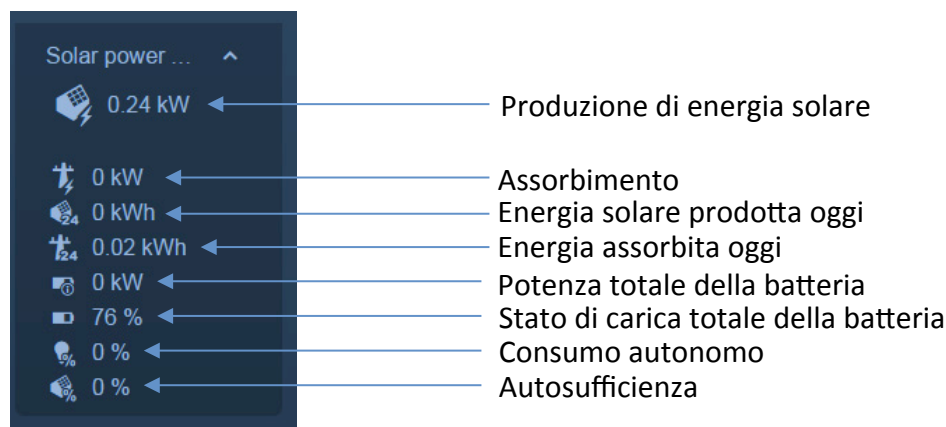 Solar power ...
0.24 kW
Produzione di energia solare
0 kW
Assorbimento
0 kWh
Energia solare prodotta oggi
0.02 kWh
Energia assorbita oggi
0 kW
Potenza totale della batteria
76 %
Stato di carica totale della batteria
0 %
Consumo autonomo
0 %
Autosufficienza